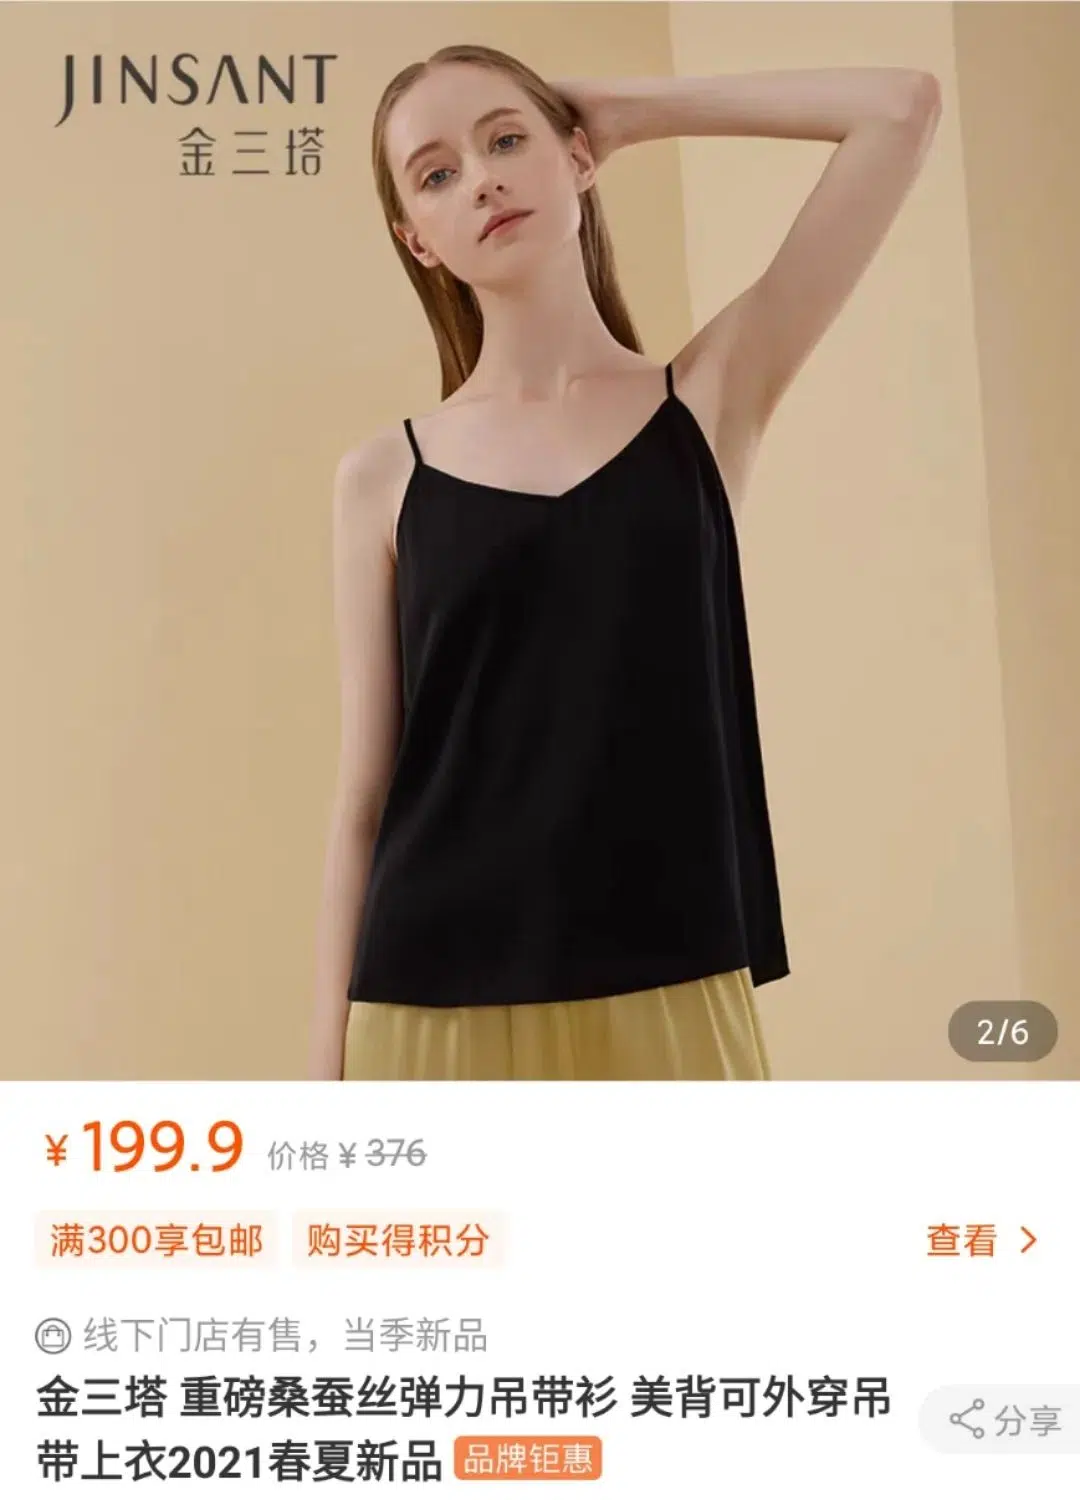 JINSANT
金三塔
2/6
¥199.9 价格 ¥376
满300享包邮 购买得积分 查看
线下门店有售，当季新品
金三塔 重磅桑蚕丝弹力吊带衫 美背可外穿吊
带上衣2021春夏新品 品牌钜惠
分享